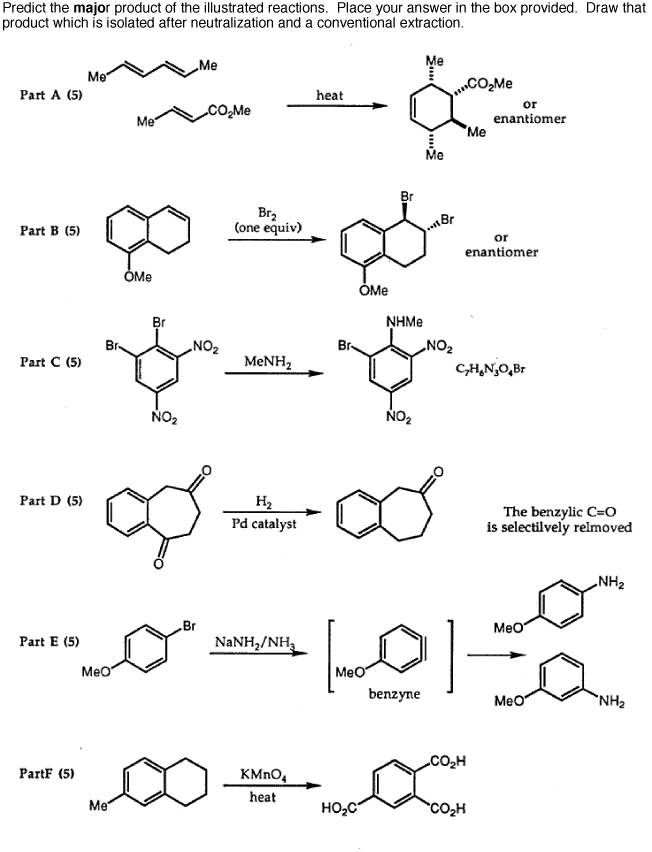 Predict the major product of the illustrated reactions. Place your answer in the box provided. Draw that
product which is isolated after neutralization and a conventional extraction.
Part A (5)
Me
Me
Me
CO2Me
heat
Me
CO2Me
Me
Me
or
enantiomer
Part B (5)
OMe
Br2
(one equiv)
Br
Br
OMe
or
enantiomer
Part C (5)
Br
Br
NO2
NO2
MeNH2
NHMe
Br
NO2
NO2
C7H6N3O4Br
Part D (5)
O
O
H2
Pd catalyst
O
The benzylic C=O
is selectilvely relmoved
Part E (5)
Br
MeO
NaNH2/NH3
MeO
benzyne
NH2
MeO
MeO
NH2
PartF (5)
Me
KMnO4
heat
CO2H
HO2C
CO2H